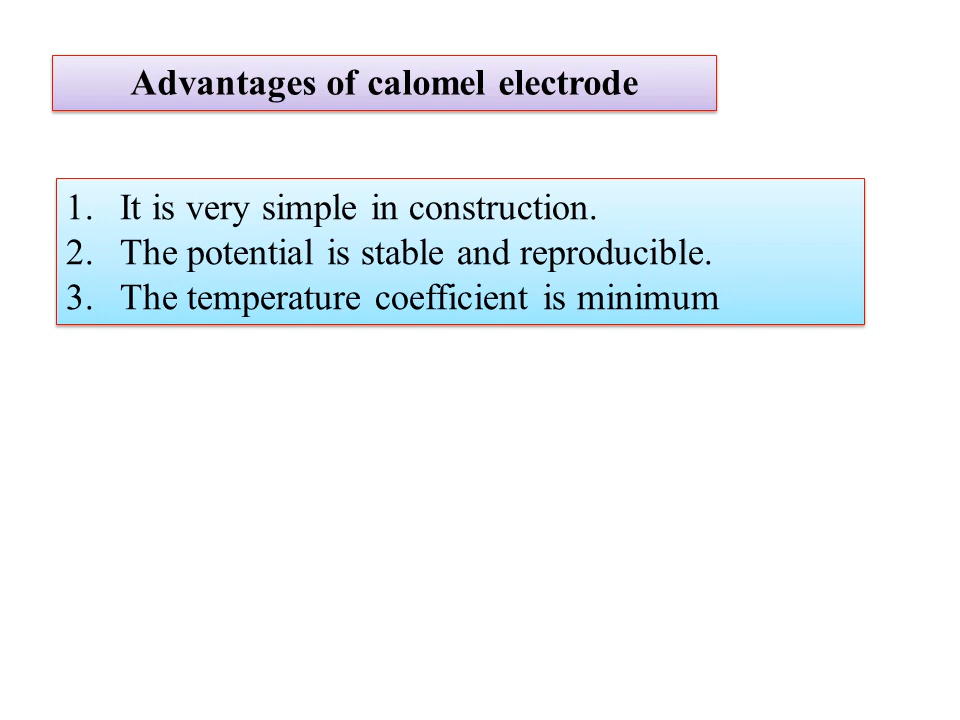 Advantages of calomel electrode
1. It is very simple in construction.
2. The potential is stable and reproducible.
3. The temperature coefficient is minimum